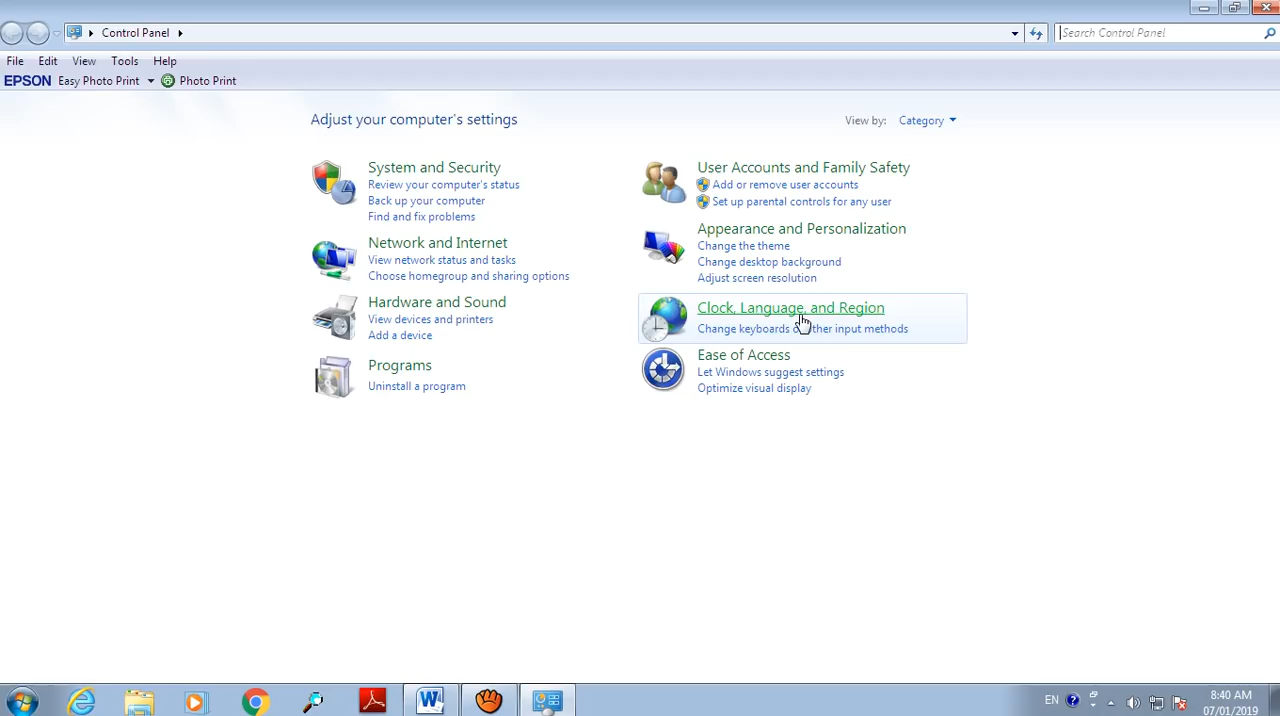 Control Panel
Search Control Panel
File Edit View Tools Help
EPSON Easy Photo Print Photo Print
Adjust your computer's settings
View by: Category
System and Security
Review your computer's status
Back up your computer
Find and fix problems
Network and Internet
View network status and tasks
Choose homegroup and sharing options
Hardware and Sound
View devices and printers
Add a device
Programs
Uninstall a program
User Accounts and Family Safety
Add or remove user accounts
Set up parental controls for any user
Appearance and Personalization
Change the theme
Change desktop background
Adjust screen resolution
Clock, Language, and Region
Change keyboards or other input methods
Ease of Access
Let Windows suggest settings
Optimize visual display
EN
8:40 AM
07/01/2019